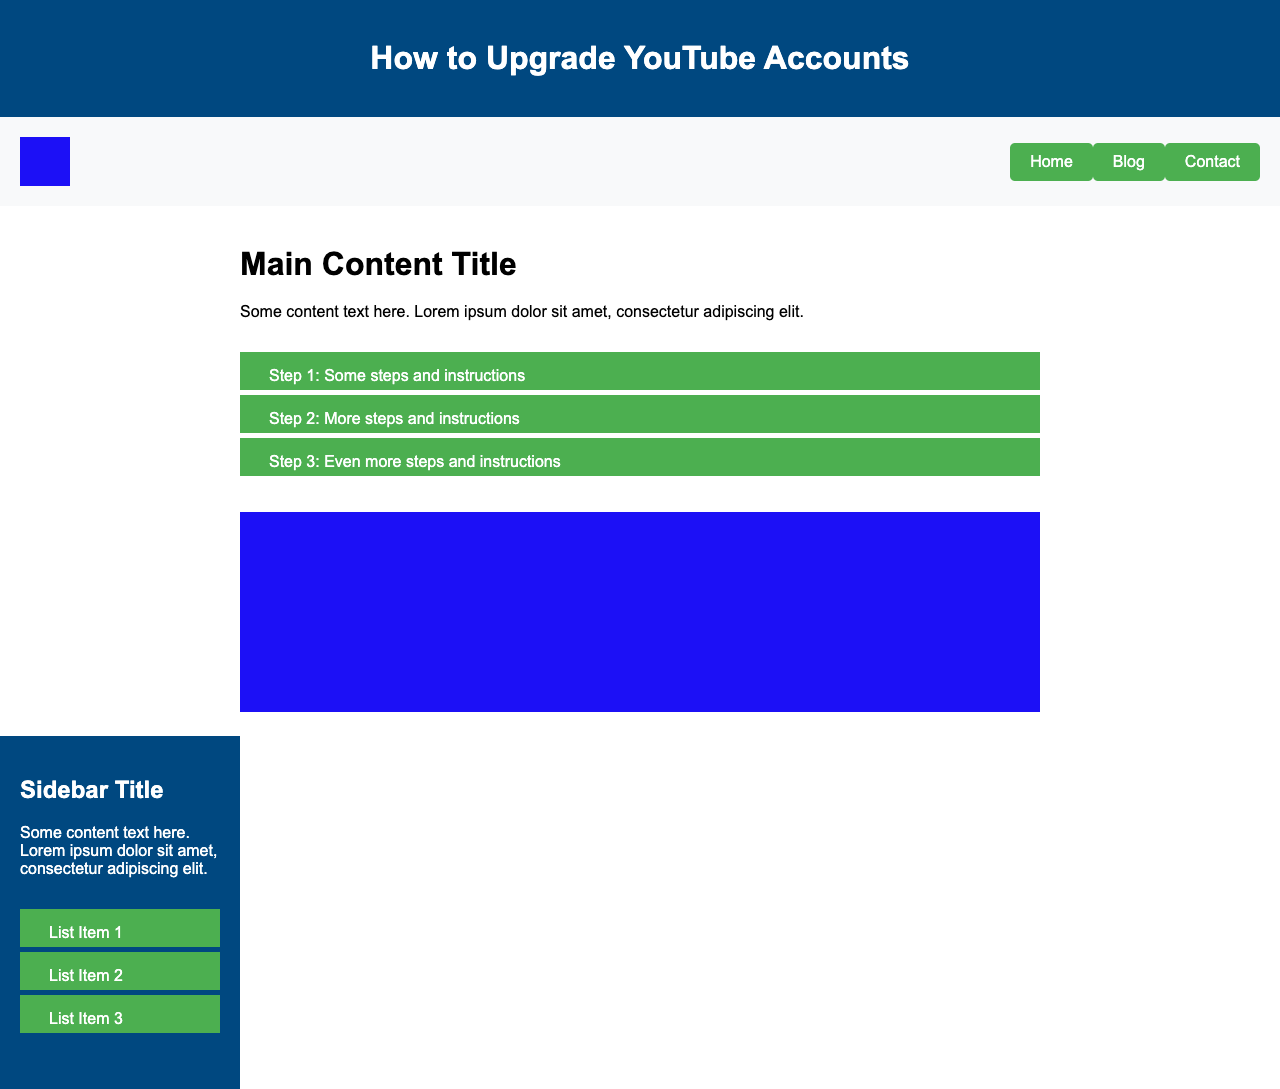 How to Upgrade YouTube Accounts
Home
Blog
Contact
Main Content Title
Some content text here. Lorem ipsum dolor sit amet, consectetur adipiscing elit.
Step 1: Some steps and instructions
Step 2: More steps and instructions
Step 3: Even more steps and instructions
Sidebar Title
Some content text here.
Lorem ipsum dolor sit amet,
consectetur adipiscing elit.
List Item 1
List Item 2
List Item 3